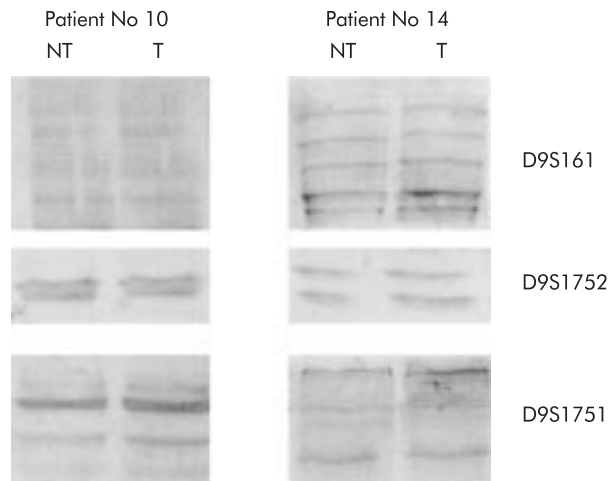 Patient No 10 Patient No 14
NT T NT T
D9S161
D9S1752
D9S1751